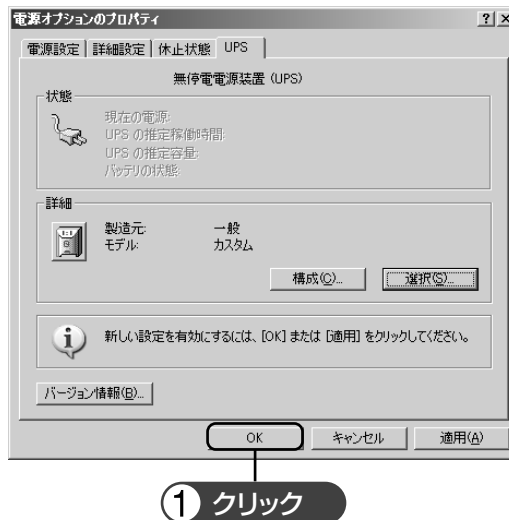 電源オプションのプロパティ
電源設定 詳細設定 休止状態 UPS
無停電電源装置 (UPS)
状態
現在の電源:
UPS の推定稼働時間:
UPS の推定容量:
バッテリの状態:
詳細
製造元: 一般
モデル: カスタム
構成(C)... 選択(S)...
新しい設定を有効にするには、[OK] または [適用] をクリックしてください。
バージョン情報(B)...
OK キャンセル 適用(A)
1 クリック